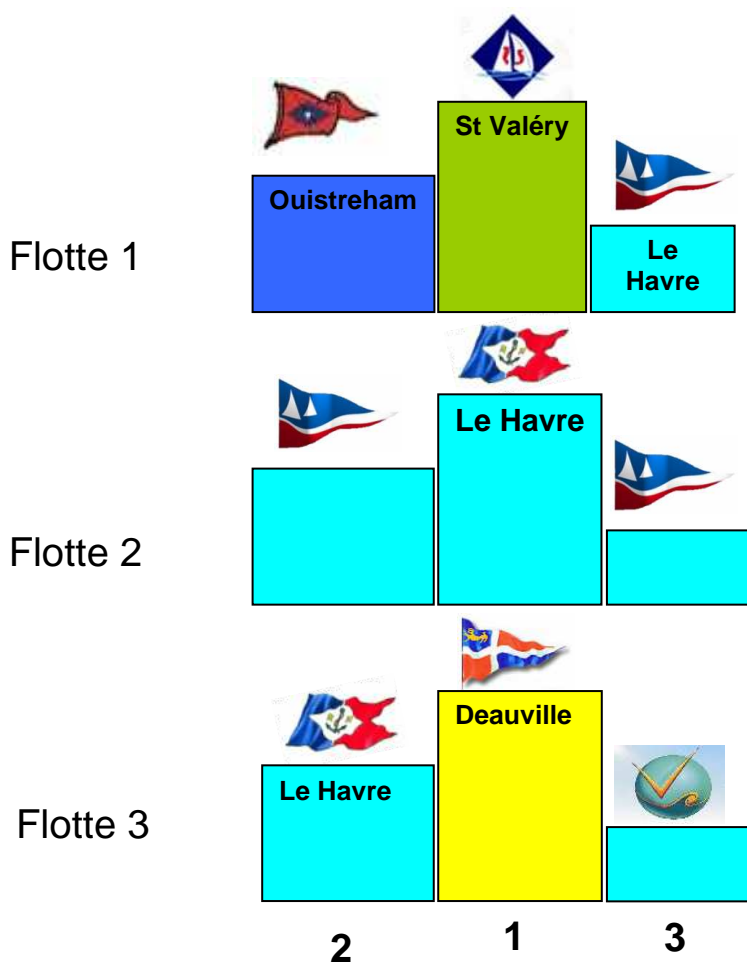 St Valéry
Ouistreham
Flotte 1
Le
Havre
Le Havre
Flotte 2
Deauville
Le Havre
Flotte 3
2
1
3